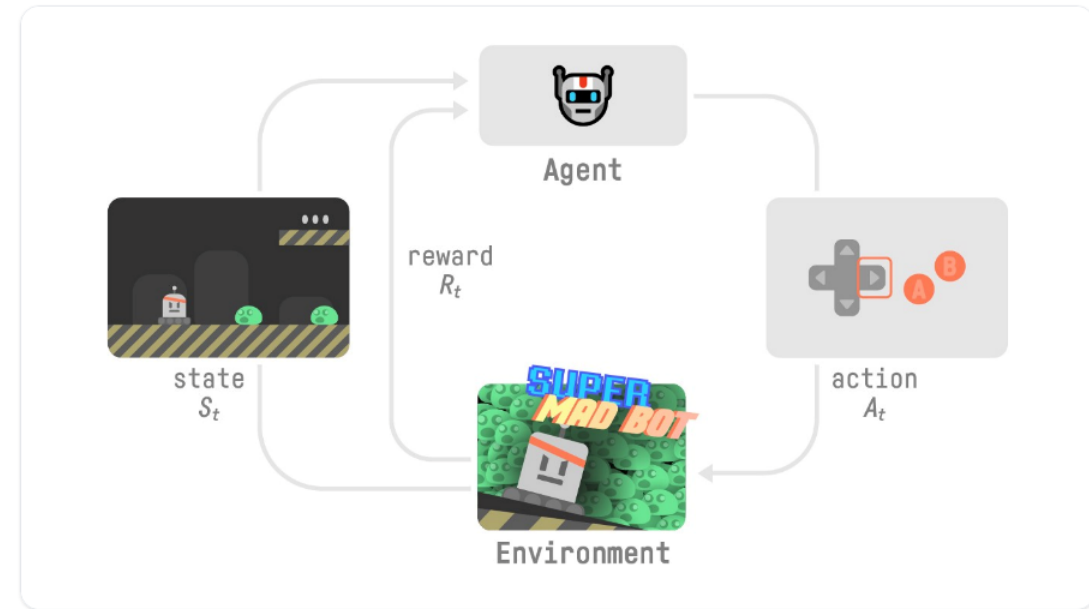 Agent
reward
Rₜ
B
A
state
Sₜ
action
Aₜ
SUPER
MAD BOT
Environment